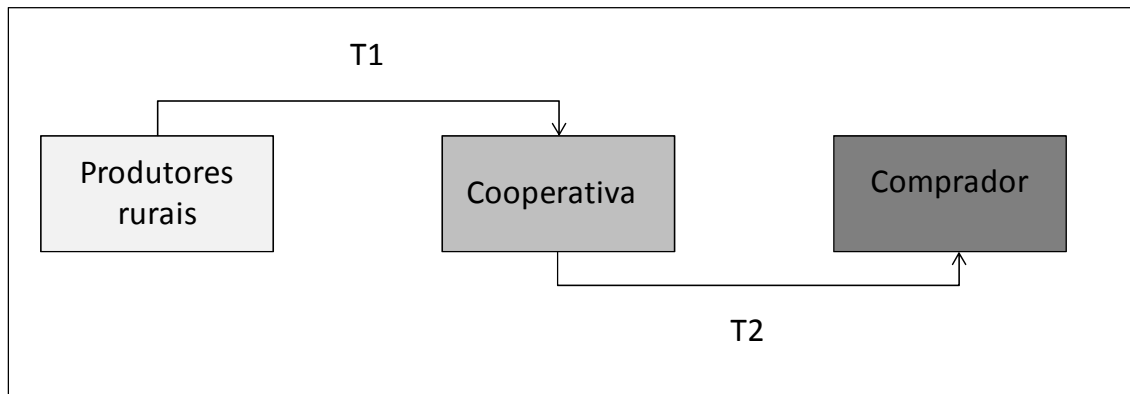 T1
Produtores
rurais
Cooperativa
Comprador
T2